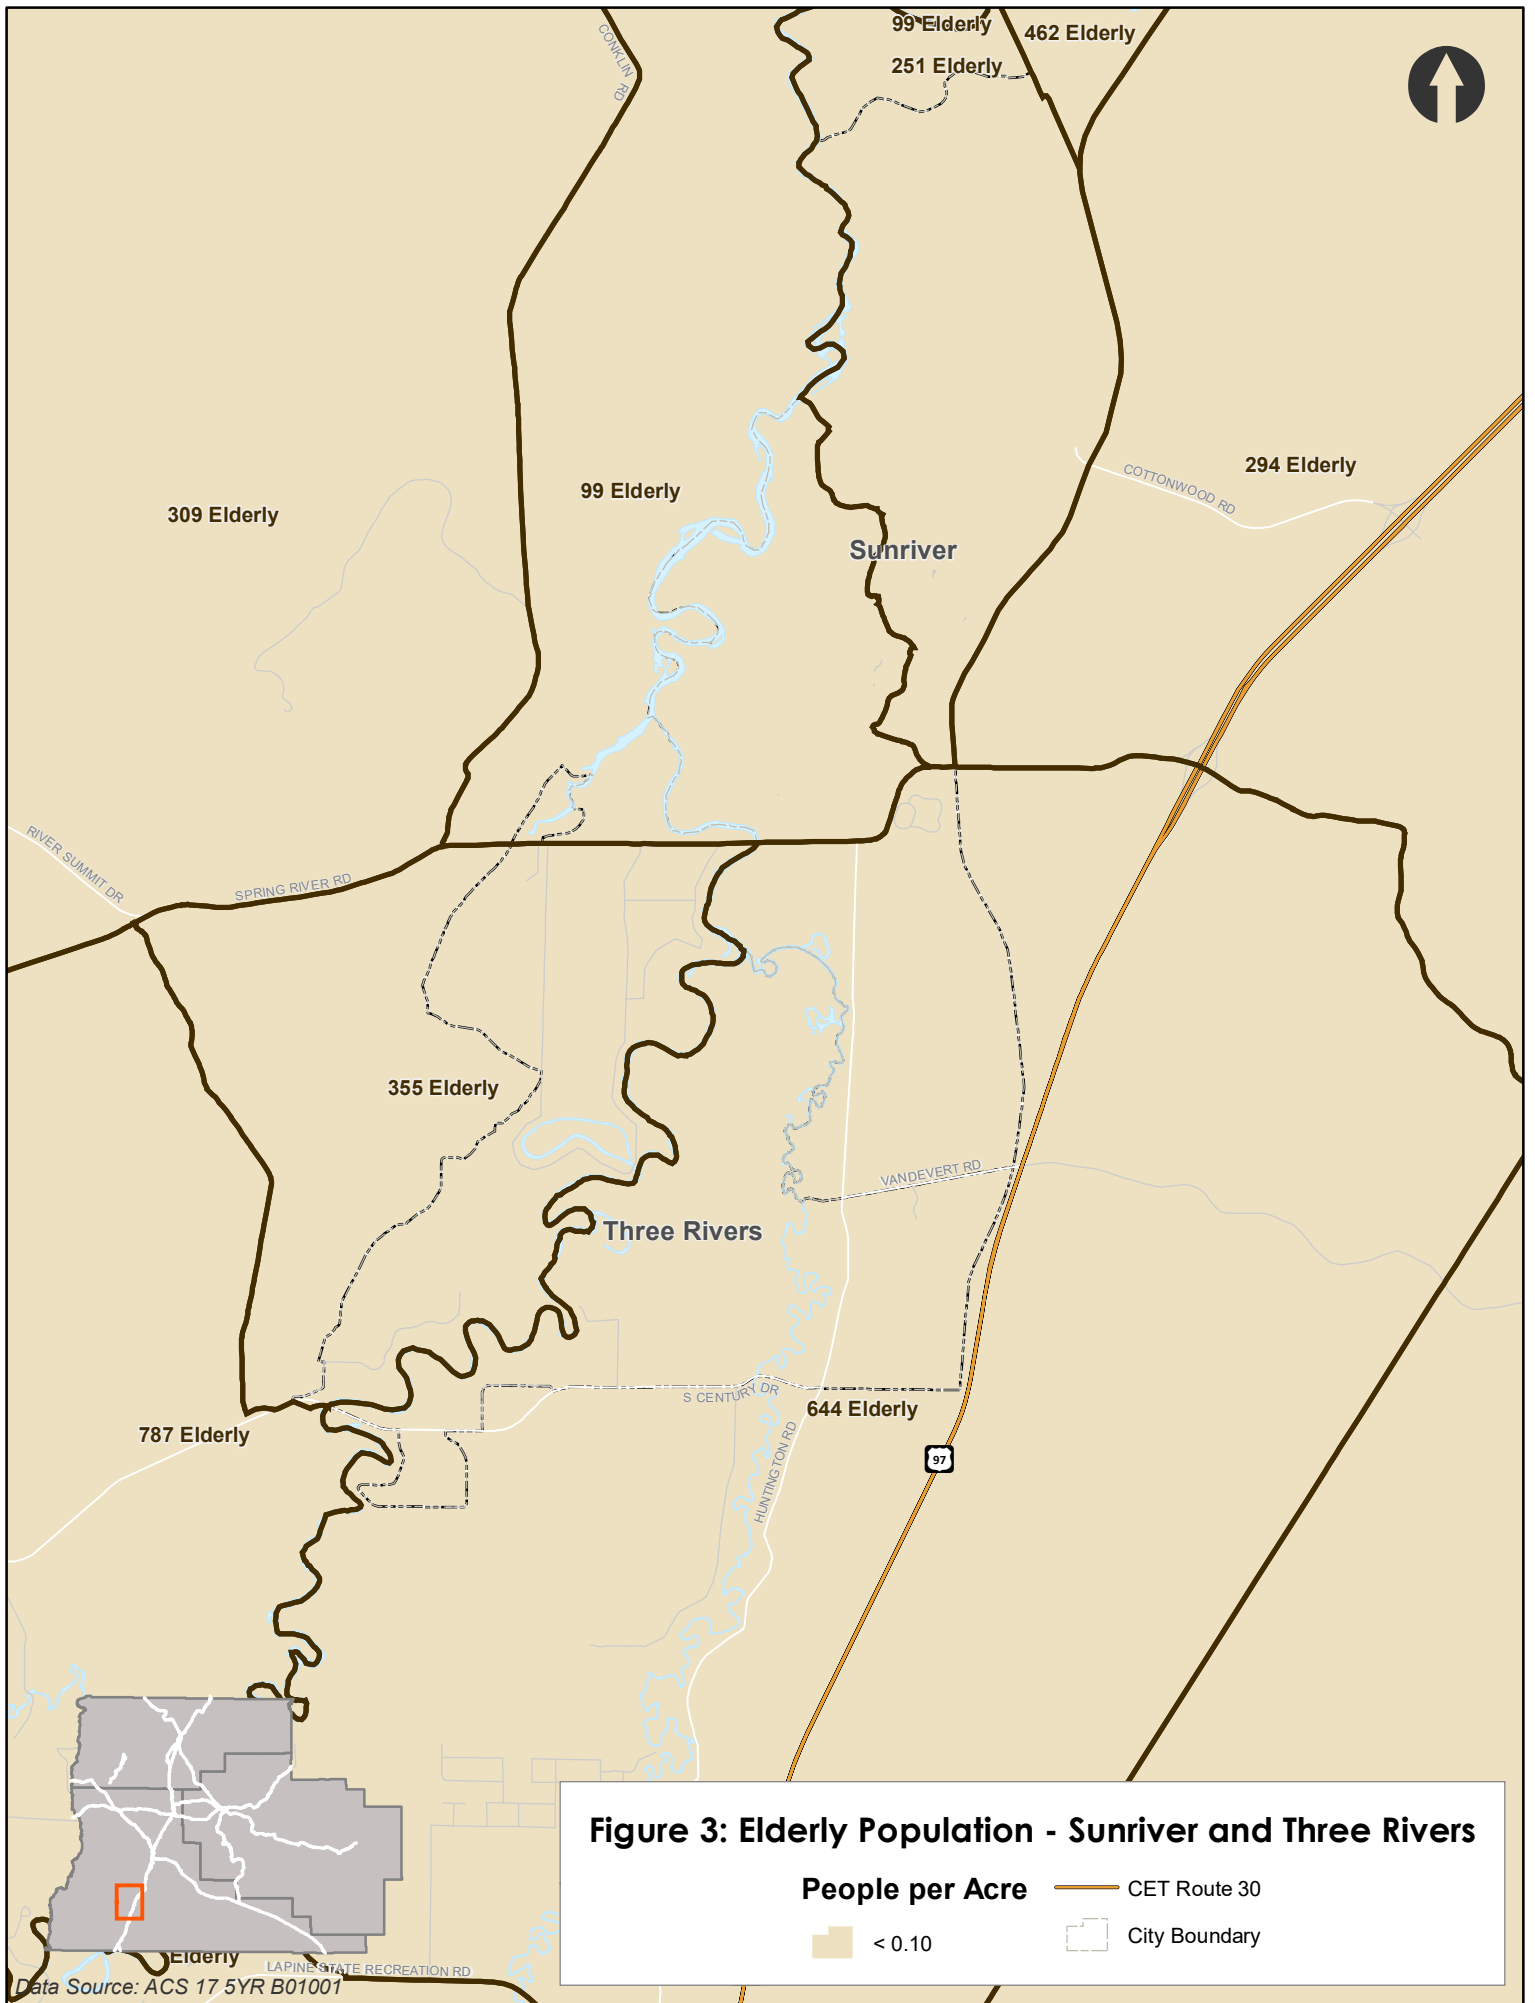 99 Elderly
462 Elderly
251 Elderly
CONKLIN RD
294 Elderly
COTTONWOOD RD
99 Elderly
309 Elderly
Sunriver
RIVER SUMMIT DR
SPRING RIVER RD
355 Elderly
VANDEVERT RD
Three Rivers
S CENTURY DR
644 Elderly
787 Elderly
HUNTINGTON RD
97
Figure 3: Elderly Population - Sunriver and Three Rivers
People per Acre
CET Route 30
< 0.10
City Boundary
Elderly
LAPINE STATE RECREATION RD
Data Source: ACS 17 5YR B01001